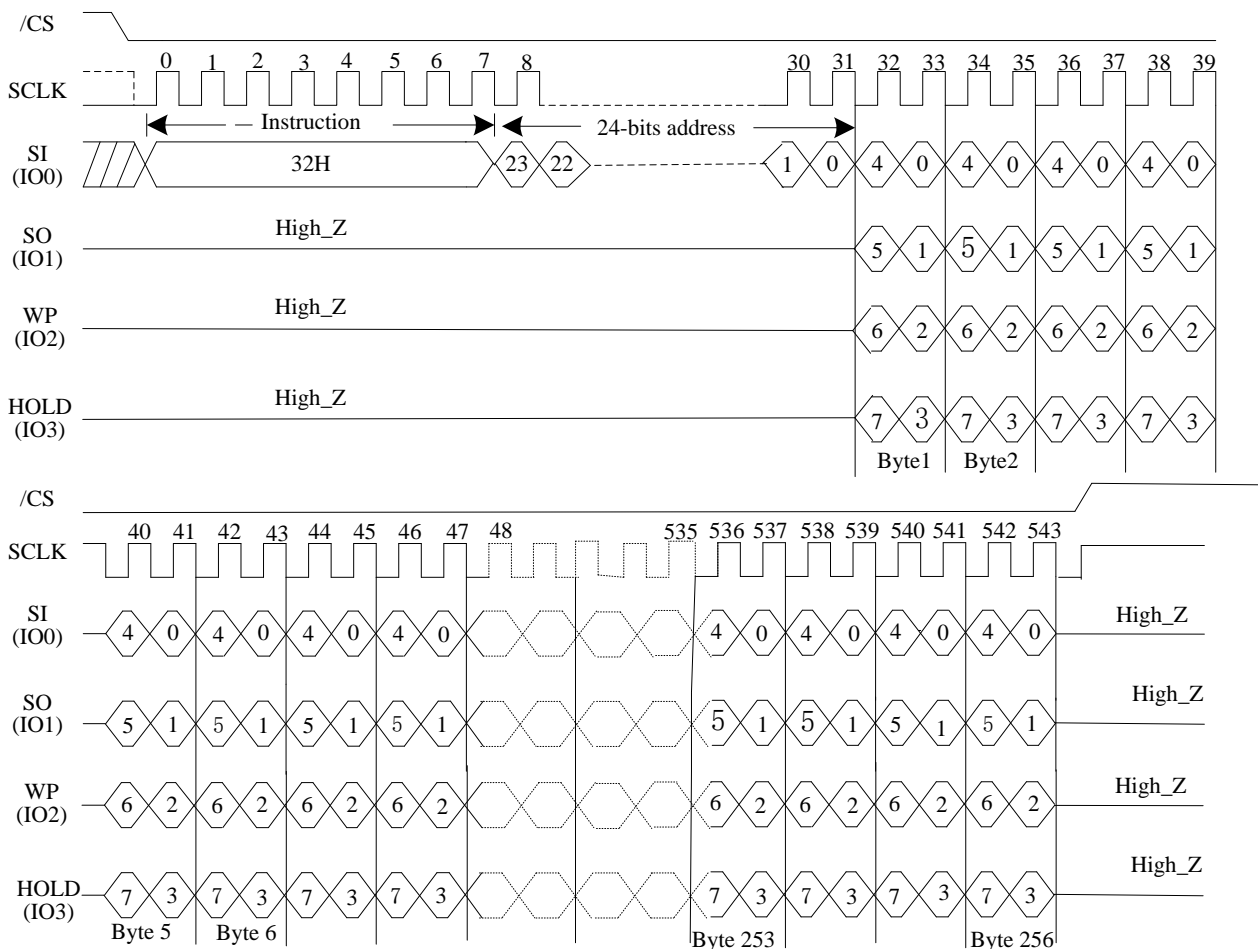 /CS
0 1 2 3 4 5 6 7 8 30 31 32 33 34 35 36 37 38 39
SCLK
Instruction 24-bits address
SI
(IO0)
32H 23 22 1 0 4 0 4 0 4 0 4 0
High_Z
SO
(IO1)
5 1 5 1 5 1 5 1
High_Z
WP
(IO2)
6 2 6 2 6 2 6 2
High_Z
HOLD
(IO3)
7 3 7 3 7 3 7 3
Byte1 Byte2
/CS
40 41 42 43 44 45 46 47 48 535 536 537 538 539 540 541 542 543
SCLK
SI
(IO0)
4 0 4 0 4 0 4 0 4 0 4 0 4 0 4 0
High_Z
SO
(IO1)
5 1 5 1 5 1 5 1 5 1 5 1 5 1 5 1
High_Z
WP
(IO2)
6 2 6 2 6 2 6 2 6 2 6 2 6 2 6 2
High_Z
HOLD
(IO3)
7 3 7 3 7 3 7 3 7 3 7 3 7 3 7 3
High_Z
Byte 5 Byte 6 Byte 253 Byte 256